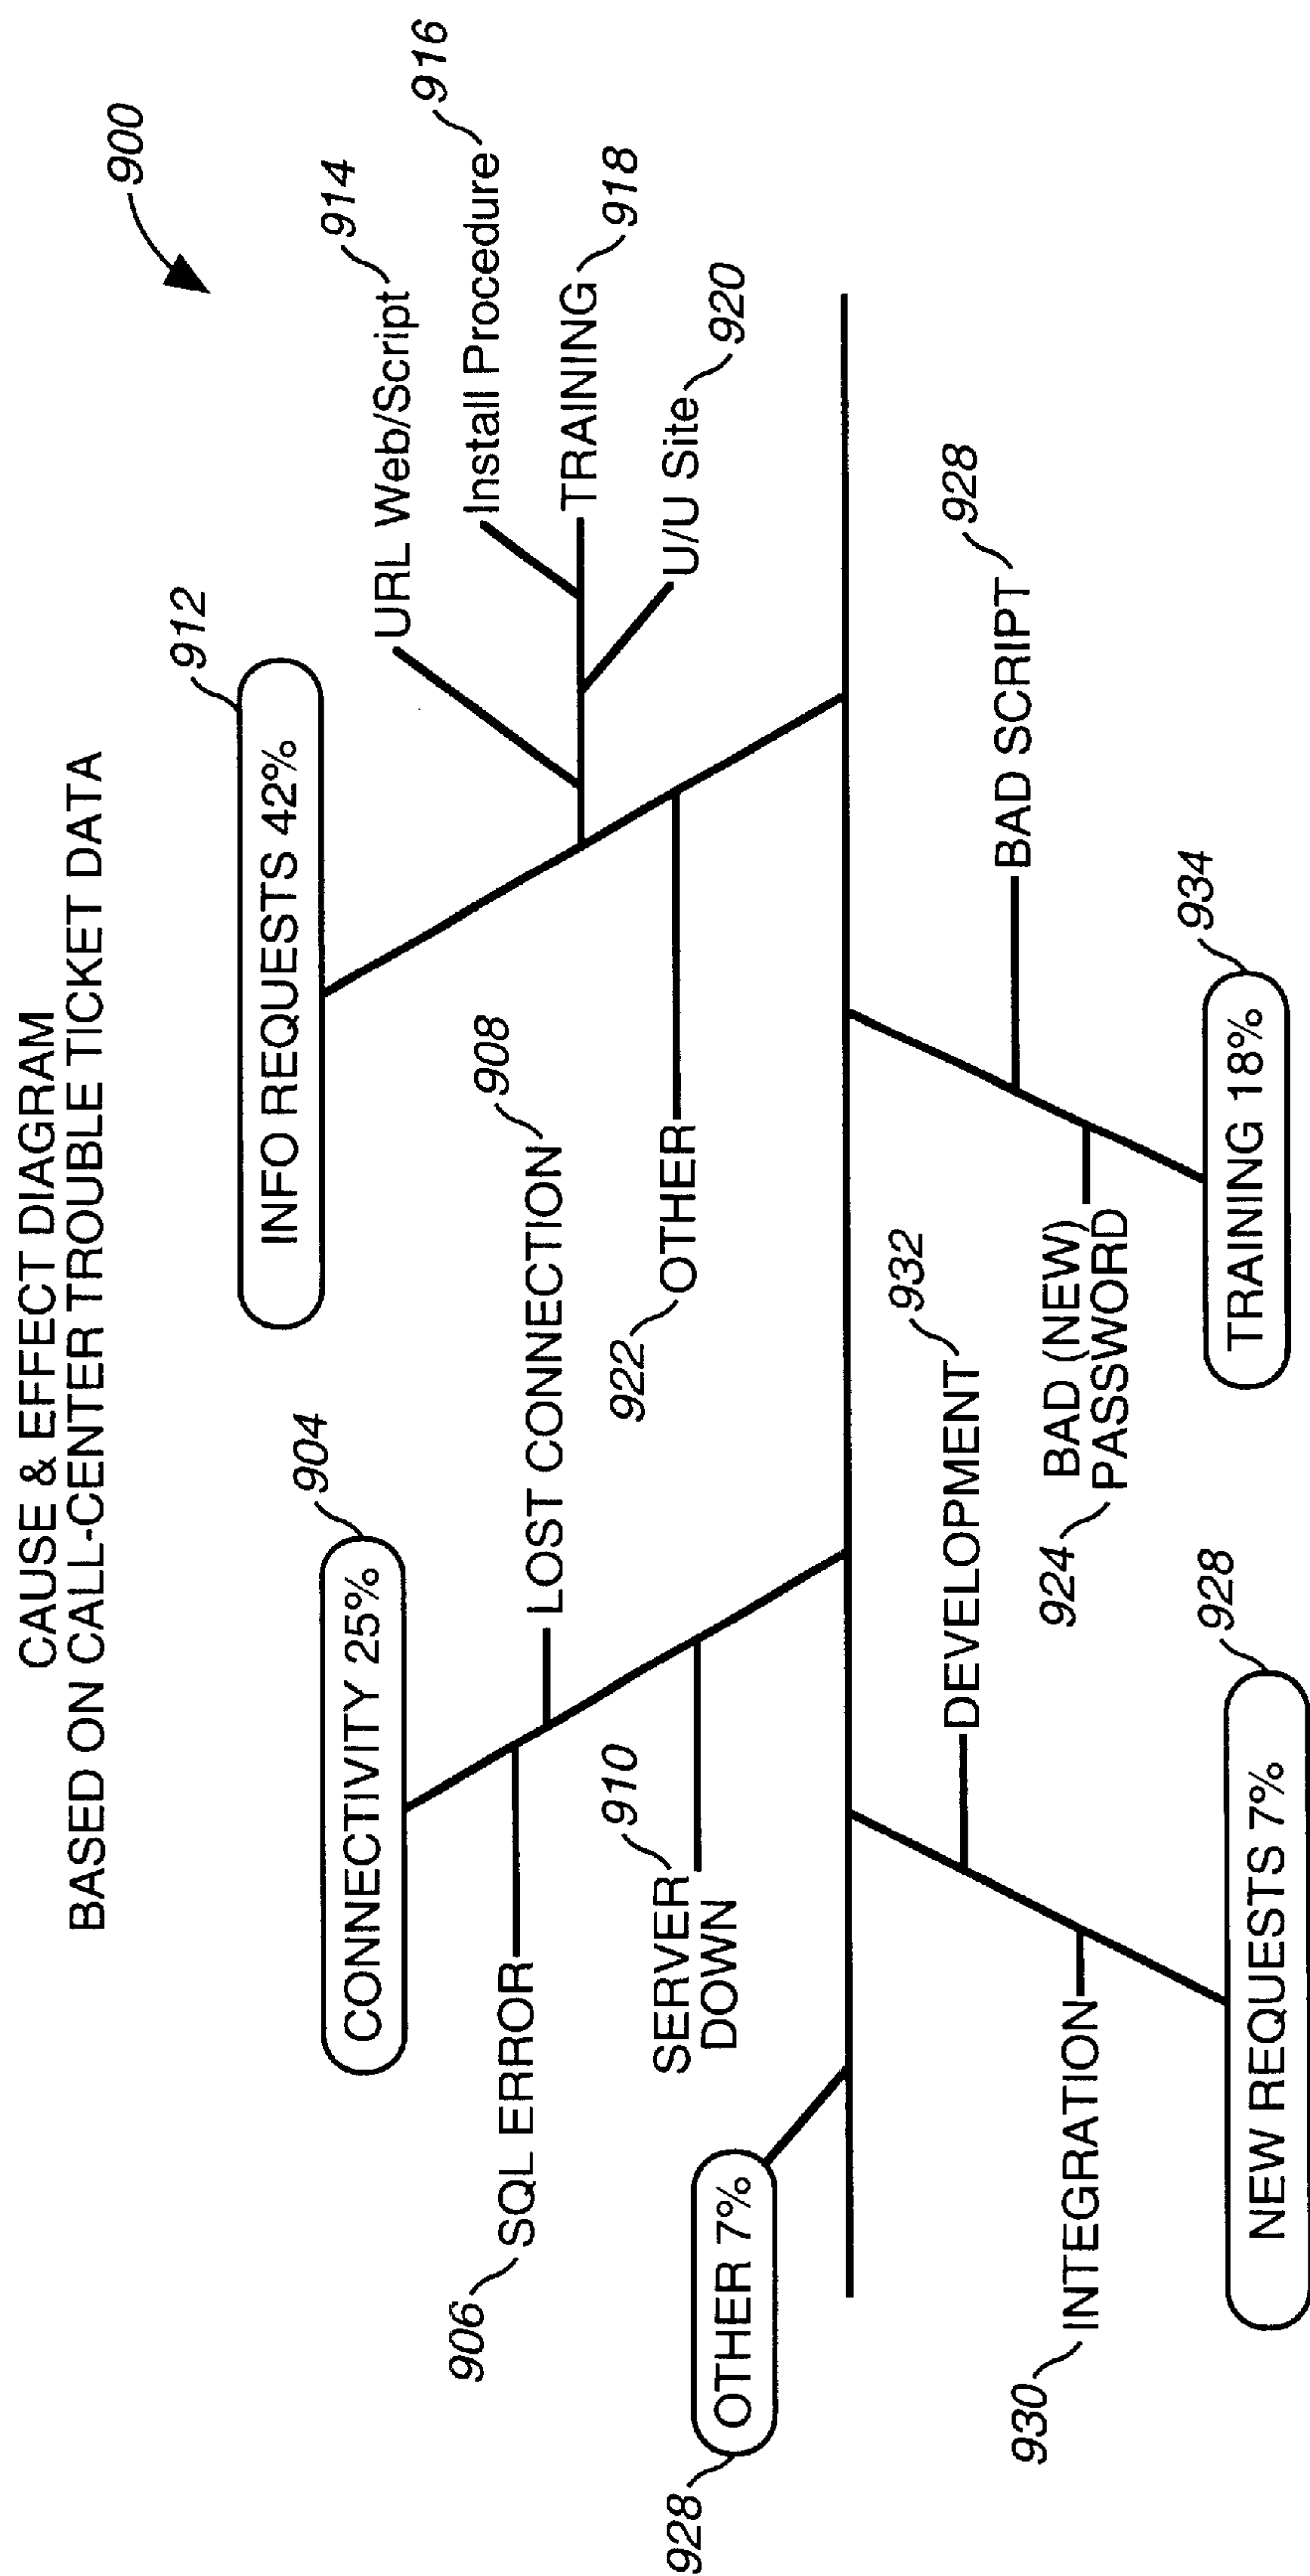 CAUSE & EFFECT DIAGRAM
BASED ON CALL-CENTER TROUBLE TICKET DATA
900
904
CONNECTIVITY 25%
906
SQL ERROR
LOST CONNECTION
908
SERVER
DOWN
910
912
INFO REQUESTS 42%
URL Web/Script
914
Install Procedure
916
TRAINING
918
U/U Site
920
922
OTHER
928
OTHER 7%
DEVELOPMENT
932
930
INTEGRATION
NEW REQUESTS 7%
928
BAD SCRIPT
928
BAD (NEW)
PASSWORD
924
TRAINING 18%
934